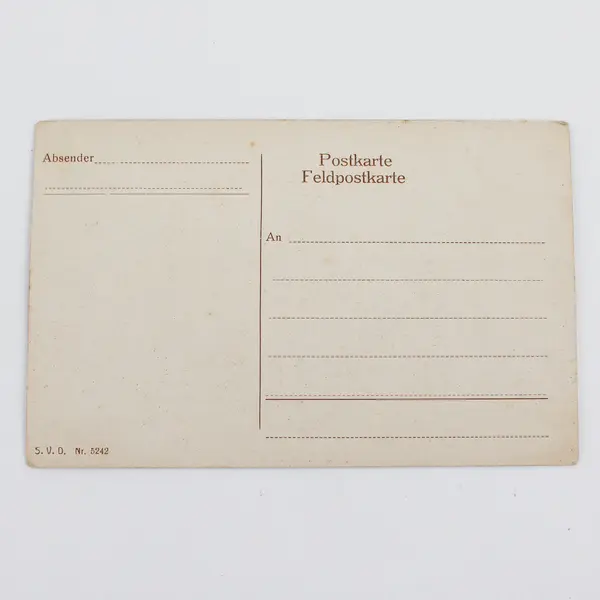 Absender
Postkarte
Feldpostkarte
An
S. V. D. Nr. 5242